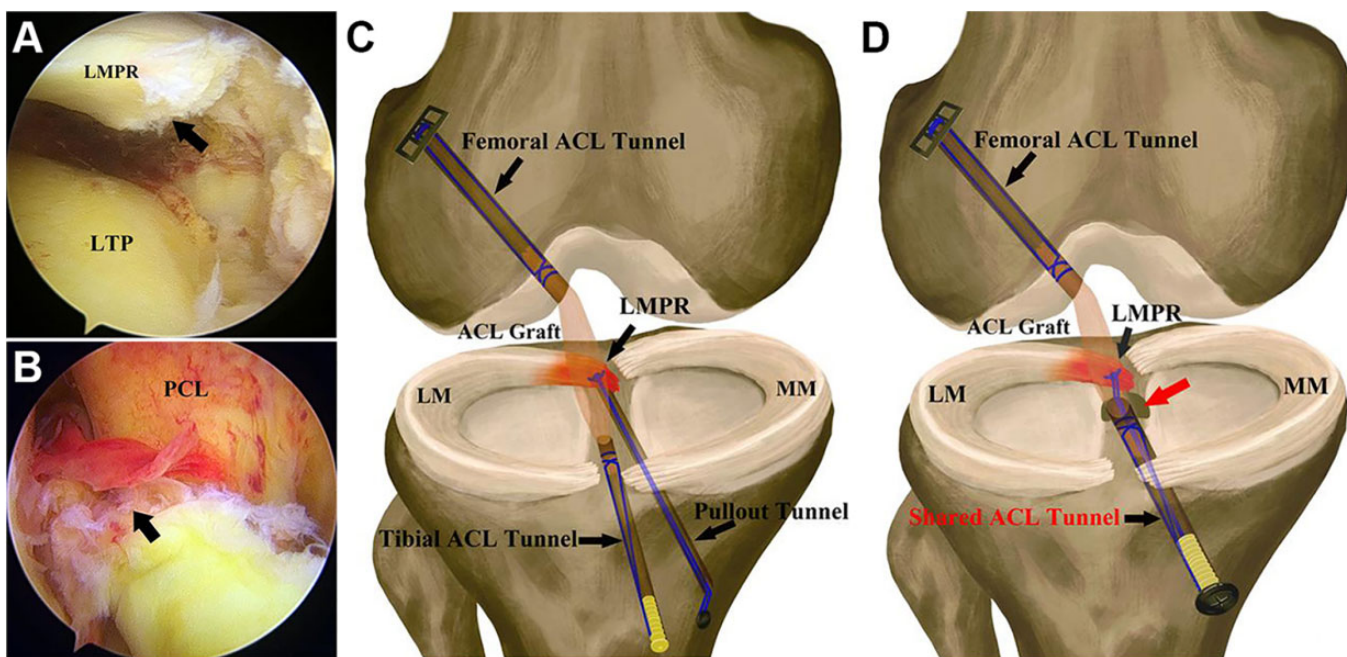 A
LMPR
LTP
B
PCL
C
Femoral ACL Tunnel
LMPR
ACL Graft
LM
MM
Pullout Tunnel
Tibial ACL Tunnel
D
Femoral ACL Tunnel
LMPR
ACL Graft
LM
MM
Shared ACL Tunnel